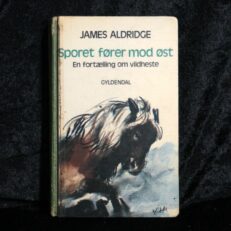 JAMES ALDRIDGE
Sporet fører mod øst
En fortælling om vildheste
GYLDENDAL